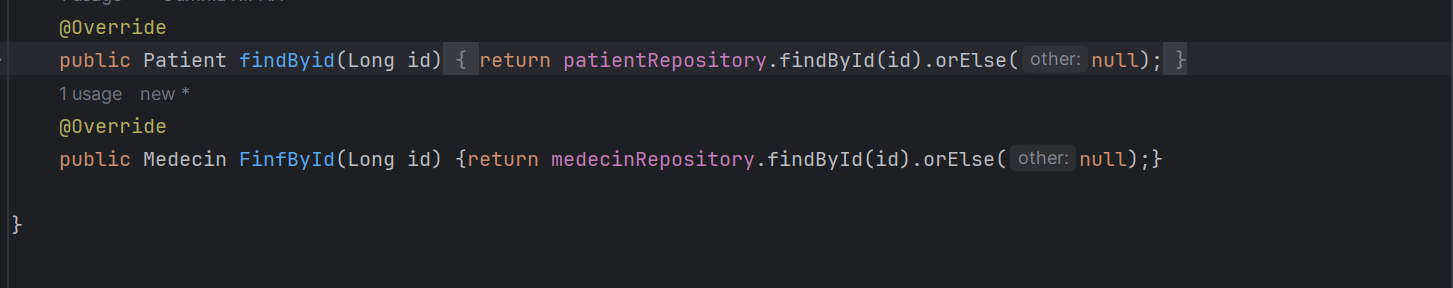 @Override
public Patient findByid(Long id) { return patientRepository.findById(id).orElse( other: null); }
1 usage new *
@Override
public Medecin FinfById(Long id) {return medecinRepository.findById(id).orElse( other: null);}
}